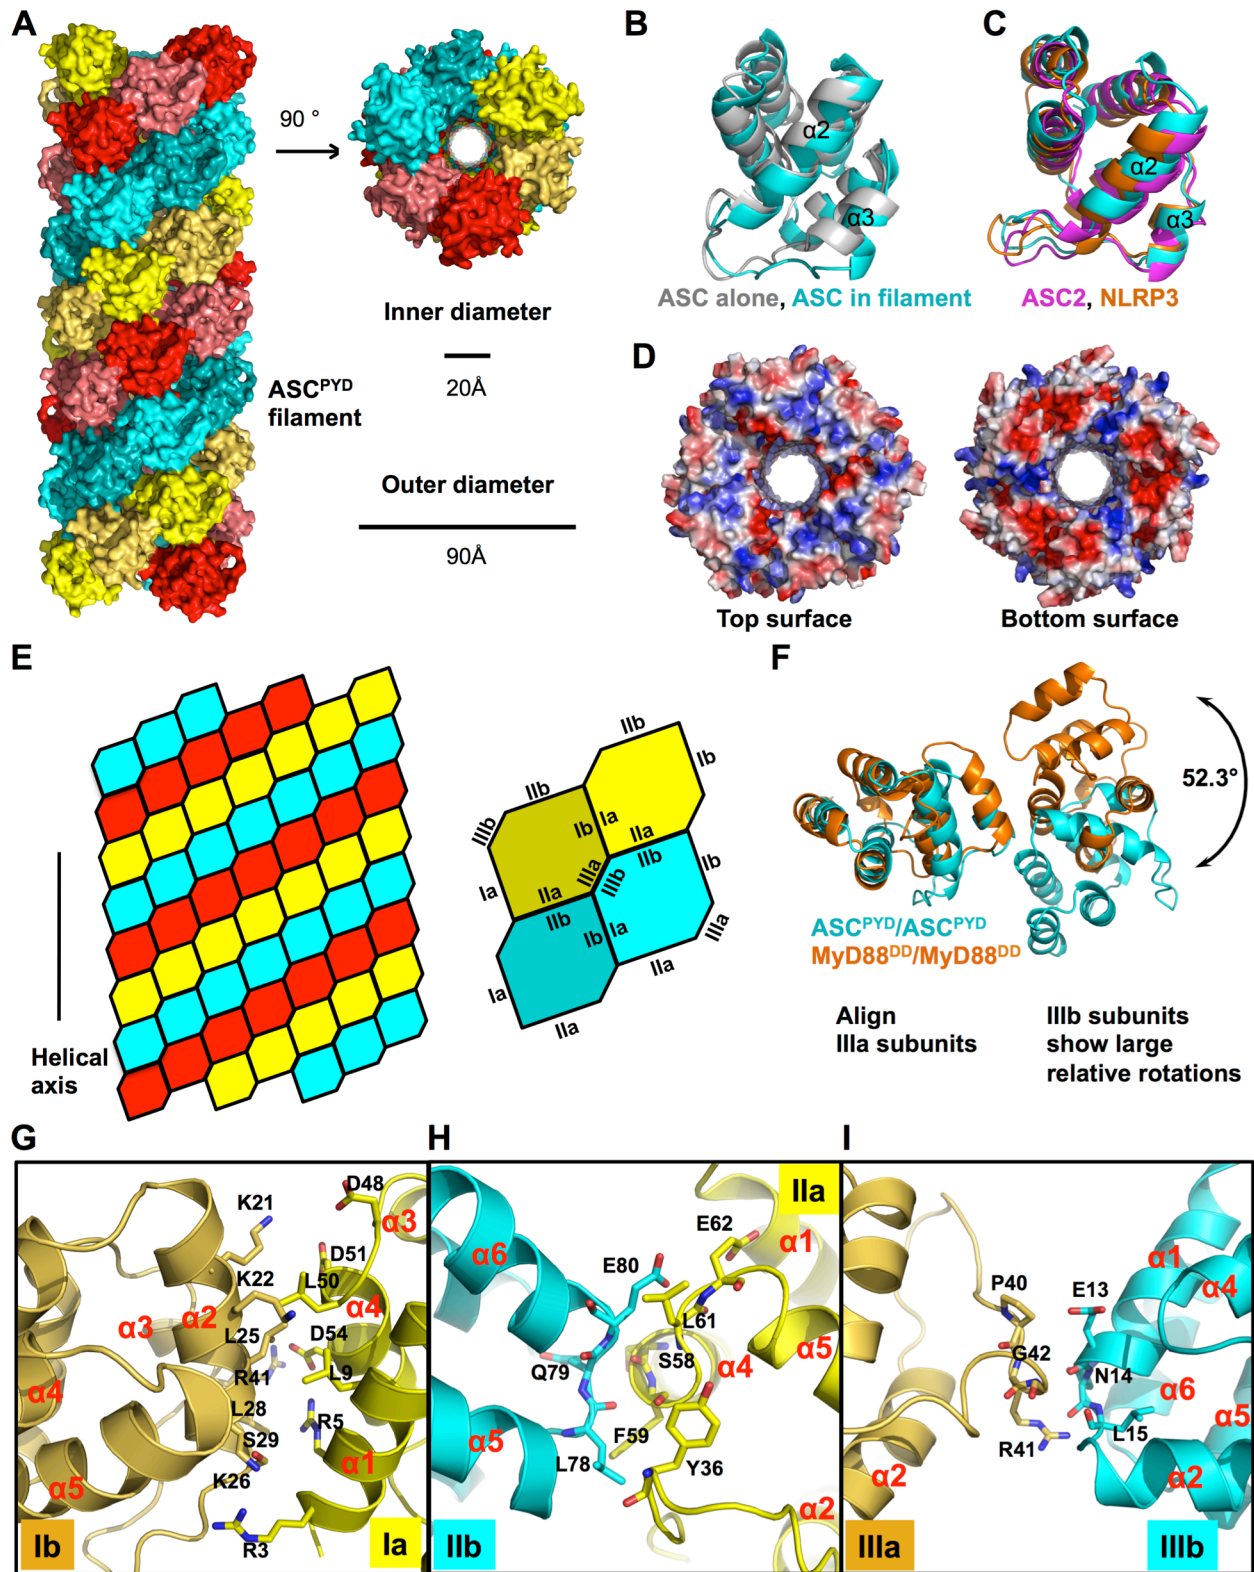 A
90 °
Inner diameter
20Å
ASCPYD
filament
Outer diameter
90Å
B
α2
α3
ASC alone, ASC in filament
C
α2
α3
ASC2, NLRP3
D
Top surface
Bottom surface
E
Helical
axis
IIb
Ib
IIb
IIIb
Ib
Ia
IIa
Ia
IIa
IIIa
IIIb
IIb
Ib
IIb
Ib
Ia
IIIa
Ia
IIa
IIa
F
52.3°
ASCPYD/ASCPYD
MyD88DD/MyD88DD
Align
IIIa subunits
IIIb subunits
show large
relative rotations
G
D48
K21
α3
D51
K22
L50
α3
α2
α4
L25
D54
R41
L9
α4
L28
R5
S29
α1
K26
α5
R3
Ib
Ia
H
IIa
E62
α1
α6
E80
L61
S58
α4
α5
Q79
F59
α5
L78
Y36
α2
IIb
I
α1
P40
E13
α4
G42
N14
α6
α5
R41
L15
α2
α2
IIIa
IIIb